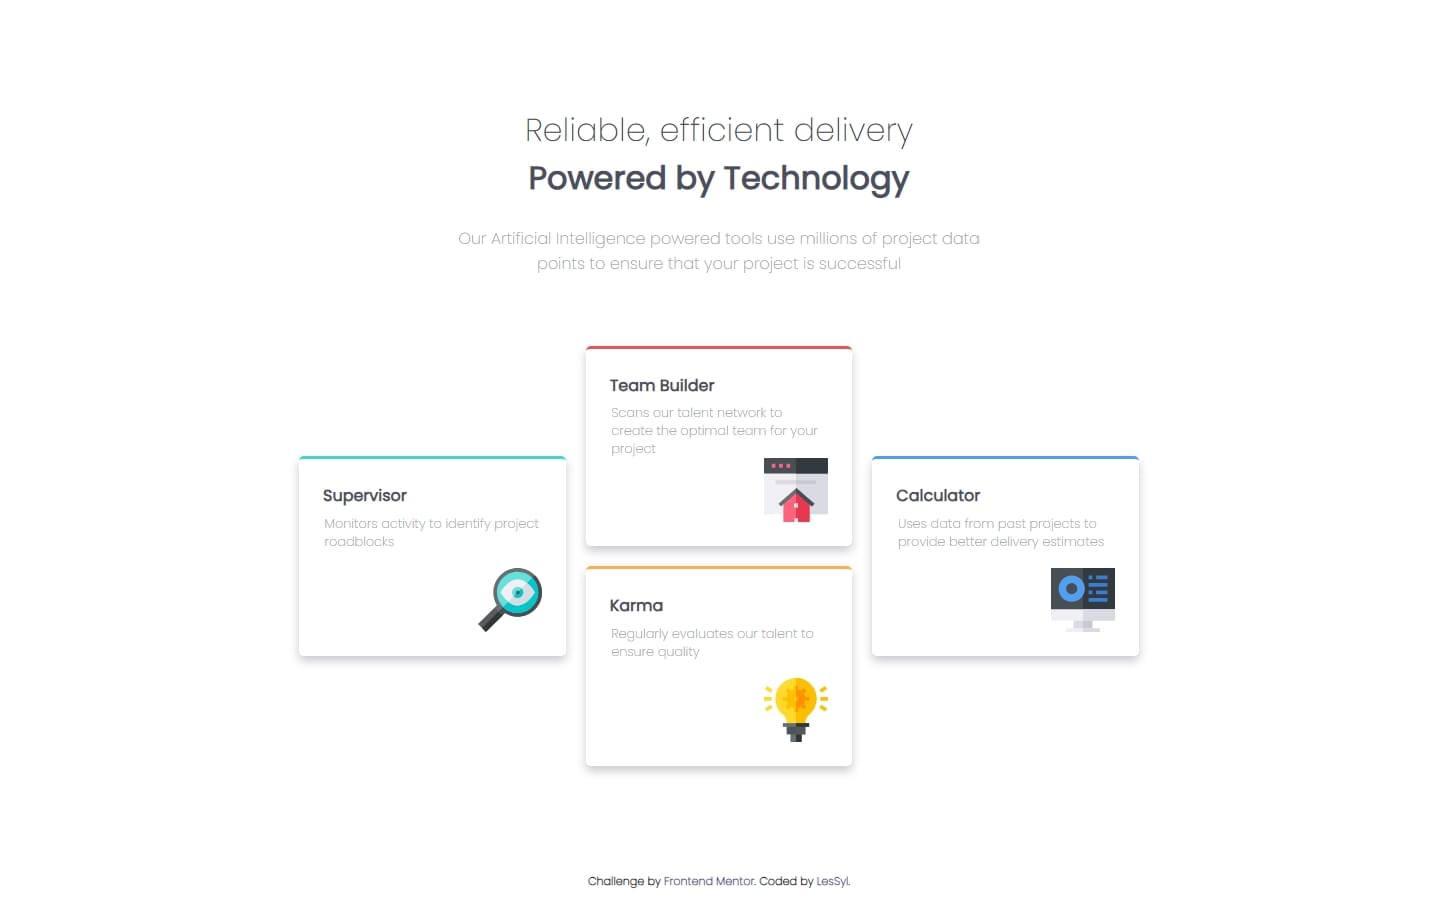 Reliable, efficient delivery
Powered by Technology
Our Artificial Intelligence powered tools use millions of project data
points to ensure that your project is successful
Team Builder
Scans our talent network to
create the optimal team for your
project
Supervisor
Monitors activity to identify project
roadblocks
Calculator
Uses data from past projects to
provide better delivery estimates
Karma
Regularly evaluates our talent to
ensure quality
Challenge by Frontend Mentor. Coded by LesSyl.